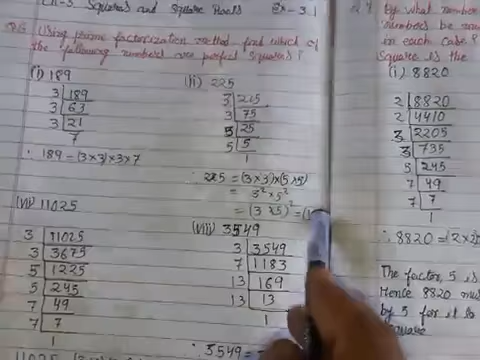 Ch-3 Squares and Square Roots Ex-3.1
Q.5 Using prime factorization method find which of
the following numbers are perfect squares?
(i) 189
3 | 189
3 | 63
3 | 21
7
∴ 189 = (3×3)×3×7
(ii) 225
3 | 225
3 | 75
5 | 25
5 | 5
1
∴ 225 = (3×3)×(5×5)
= 3²×5²
= (3×5)² = (1
(vi) 11025
3 | 11025
3 | 3675
5 | 1225
5 | 245
7 | 49
7 | 7
1
(viii) 3549
3 | 3549
7 | 1183
13 | 169
13 | 13
1
∴ 3549 =
By what number
numbers be
in each case
Square is the
(i) 8820
2 | 8820
2 | 4410
3 | 2205
3 | 735
5 | 245
7 | 49
7 | 7
1
∴ 8820 = (2×2)
The factor, 5 is
Hence 8820 mu
by 5 for it to
Square